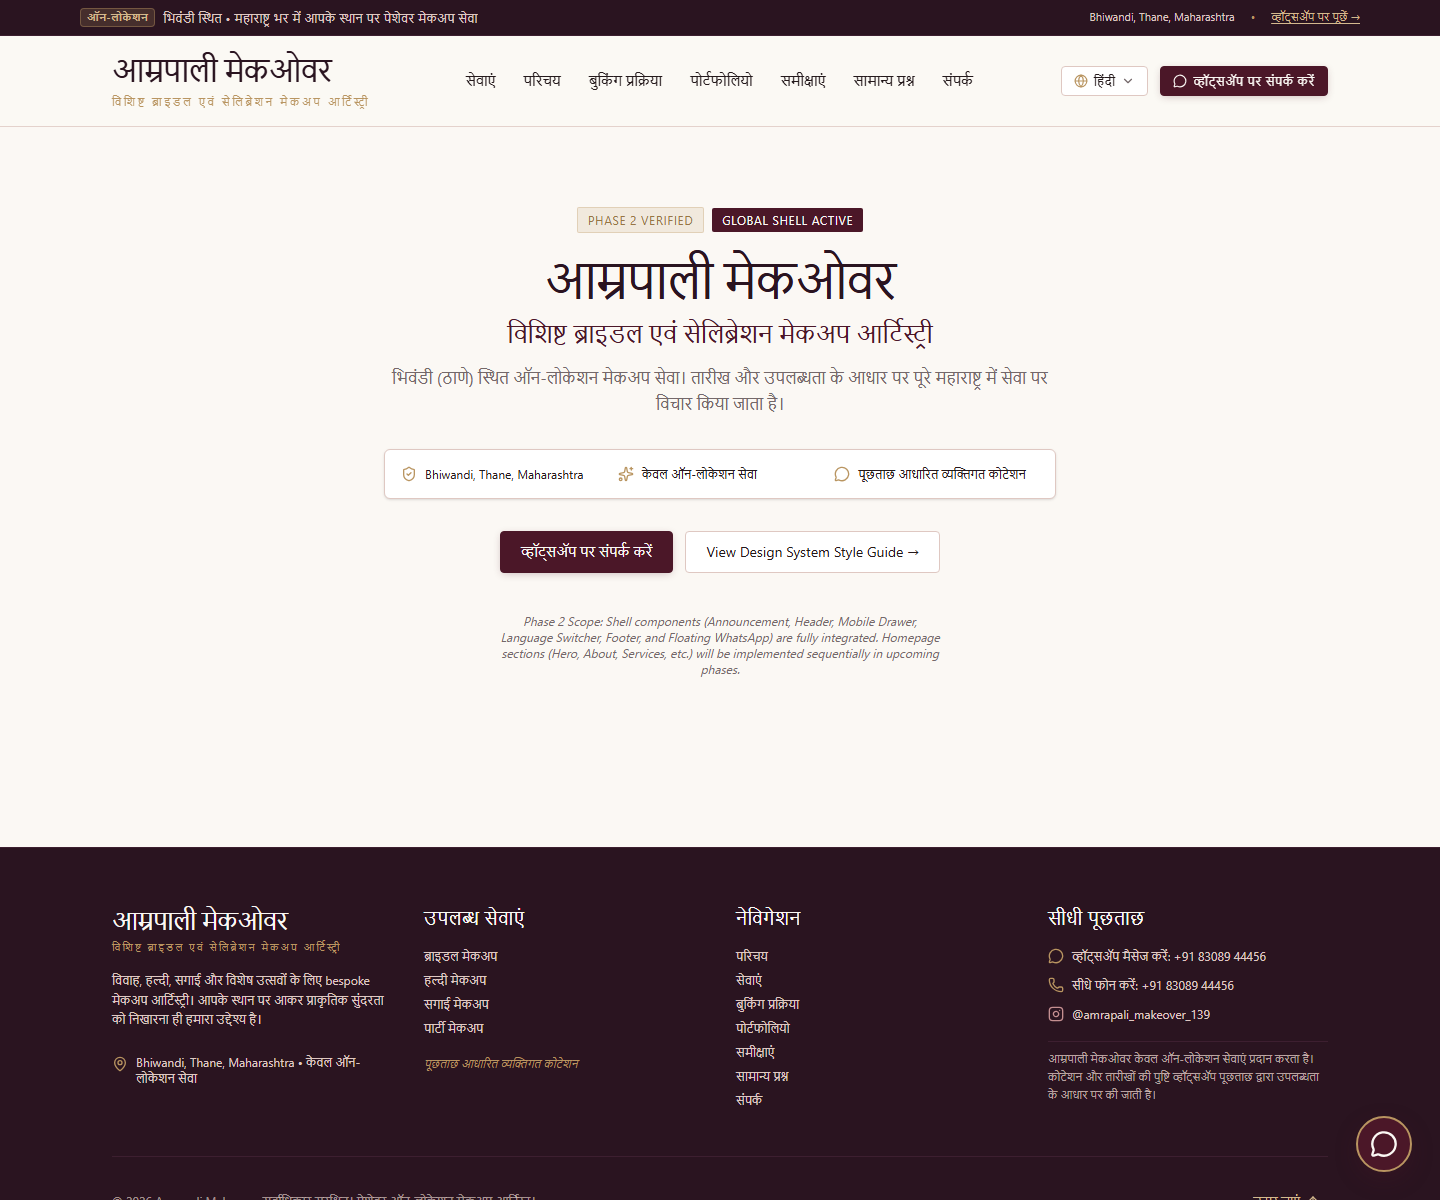 ऑन-लोकेशन भिवंडी स्थित • महाराष्ट्र भर में आपके स्थान पर पेशेवर मेकअप सेवा
Bhiwandi, Thane, Maharashtra • व्हॉट्सॲप पर पूछें →
आम्रपाली मेकओवर
विशिष्ट ब्राइडल एवं सेलिब्रेशन मेकअप आर्टिस्ट्री
सेवाएं परिचय बुकिंग प्रक्रिया पोर्टफोलियो समीक्षाएं सामान्य प्रश्न संपर्क
हिंदी
व्हॉट्सॲप पर संपर्क करें
PHASE 2 VERIFIED GLOBAL SHELL ACTIVE
आम्रपाली मेकओवर
विशिष्ट ब्राइडल एवं सेलिब्रेशन मेकअप आर्टिस्ट्री
भिवंडी (ठाणे) स्थित ऑन-लोकेशन मेकअप सेवा। तारीख और उपलब्धता के आधार पर पूरे महाराष्ट्र में सेवा पर
विचार किया जाता है।
Bhiwandi, Thane, Maharashtra केवल ऑन-लोकेशन सेवा पूछताछ आधारित व्यक्तिगत कोटेशन
व्हॉट्सॲप पर संपर्क करें View Design System Style Guide →
Phase 2 Scope: Shell components (Announcement, Header, Mobile Drawer,
Language Switcher, Footer, and Floating WhatsApp) are fully integrated. Homepage
sections (Hero, About, Services, etc.) will be implemented sequentially in upcoming
phases.
आम्रपाली मेकओवर
विशिष्ट ब्राइडल एवं सेलिब्रेशन मेकअप आर्टिस्ट्री
विवाह, हल्दी, सगाई और विशेष उत्सवों के लिए bespoke
मेकअप आर्टिस्ट्री। आपके स्थान पर आकर प्राकृतिक सुंदरता
को निखारना ही हमारा उद्देश्य है।
Bhiwandi, Thane, Maharashtra • केवल ऑन-
लोकेशन सेवा
उपलब्ध सेवाएं
ब्राइडल मेकअप
हल्दी मेकअप
सगाई मेकअप
पार्टी मेकअप
पूछताछ आधारित व्यक्तिगत कोटेशन
नेविगेशन
परिचय
सेवाएं
बुकिंग प्रक्रिया
पोर्टफोलियो
समीक्षाएं
सामान्य प्रश्न
संपर्क
सीधी पूछताछ
व्हॉट्सॲप मैसेज करें: +91 83089 44456
सीधे फोन करें: +91 83089 44456
@amrapali_makeover_139
आम्रपाली मेकओवर केवल ऑन-लोकेशन सेवाएं प्रदान करता है।
कोटेशन और तारीखों की पुष्टि व्हॉट्सॲप पूछताछ द्वारा उपलब्धता
के आधार पर की जाती है।